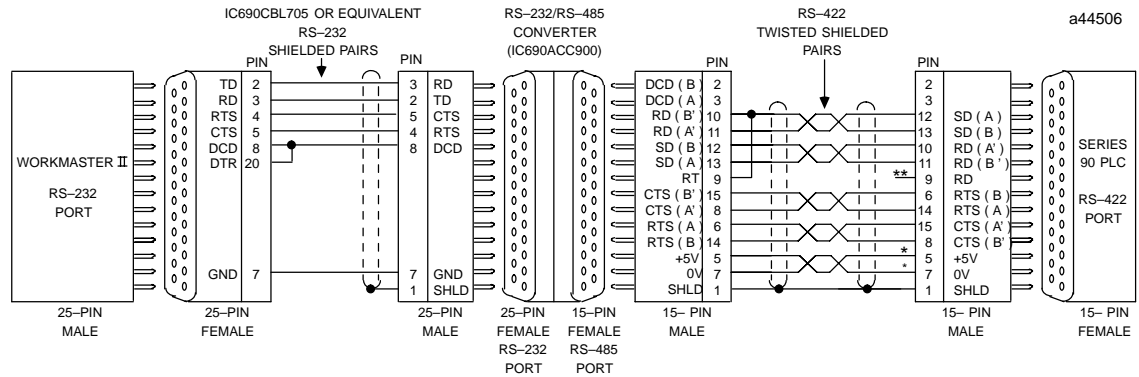 IC690CBL705 OR EQUIVALENT
RS–232
SHIELDED PAIRS
RS–232/RS–485
CONVERTER
(IC690ACC900)
RS–422
TWISTED SHIELDED
PAIRS
a44506
WORKMASTER II
RS–232
PORT
25–PIN
MALE
PIN
TD 2
RD 3
RTS 4
CTS 5
DCD 8
DTR 20
GND 7
25–PIN
FEMALE
PIN
3 RD
2 TD
5 CTS
4 RTS
8 DCD
7 GND
1 SHLD
25–PIN
MALE
25–PIN
FEMALE
RS–232
PORT
15–PIN
FEMALE
RS–485
PORT
PIN
DCD ( B ) 2
DCD ( A ) 3
RD ( B' ) 10
RD ( A' ) 11
SD ( B ) 12
SD ( A ) 13
RT 9
CTS ( B' ) 15
CTS ( A' ) 8
RTS ( A ) 6
RTS ( B ) 14
+5V 5
0V 7
SHLD 1
15– PIN
MALE
PIN
2
3
12 SD ( A )
13 SD ( B )
10 RD ( A' )
11 RD ( B' )
** 9 RD
6 RTS ( B )
14 RTS ( A )
15 CTS ( A' )
8 CTS ( B' )
* 5 +5V
* 7 0V
1 SHLD
15– PIN
MALE
SERIES
90 PLC
RS–422
PORT
15– PIN
FEMALE